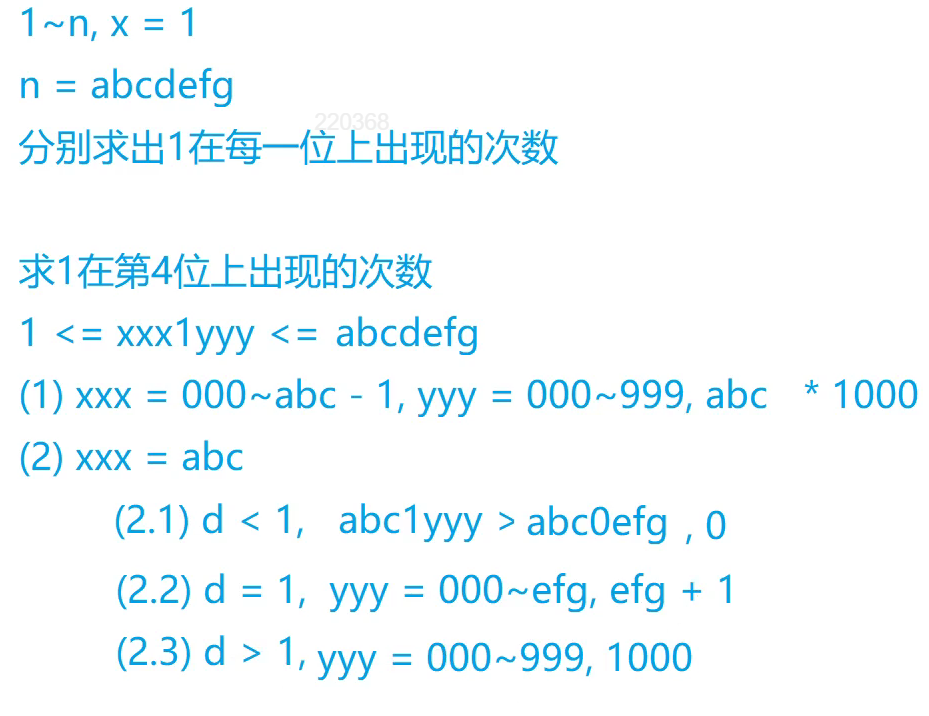 1~n, x = 1
n = abcdefg
220368
分别求出1在每一位上出现的次数
求1在第4位上出现的次数
1 <= xxx1yyy <= abcdefg
(1) xxx = 000~abc - 1, yyy = 000~999, abc * 1000
(2) xxx = abc
(2.1) d < 1, abc1yyy > abc0efg , 0
(2.2) d = 1, yyy = 000~efg, efg + 1
(2.3) d > 1, yyy = 000~999, 1000